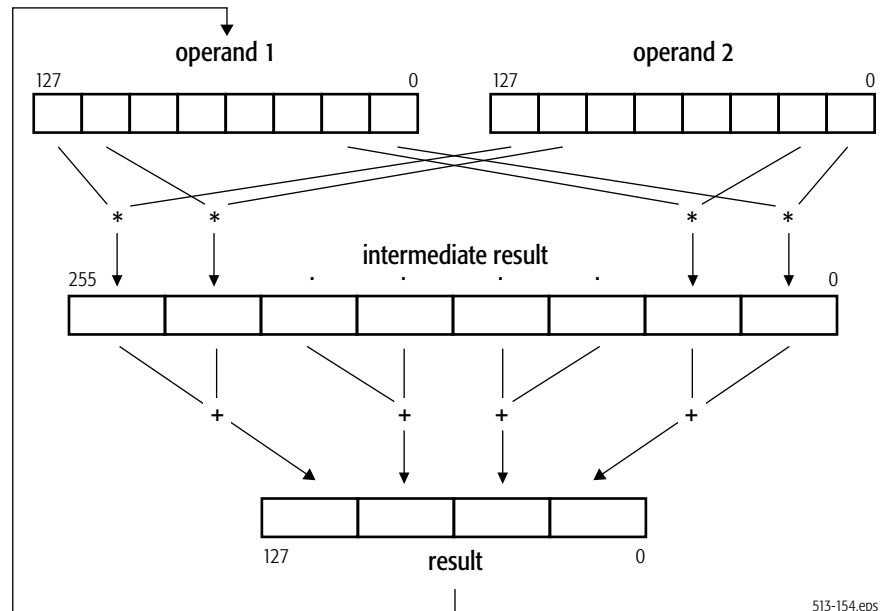 operand 1
operand 2
127 0
127 0
* * * *
intermediate result
255 . . . . 0
+ + + +
127 result 0
513-154.eps